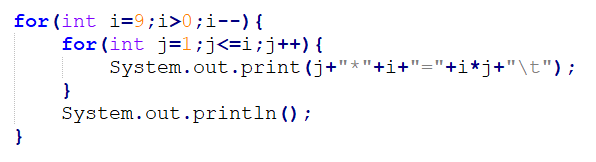 for(int i=9;i>0;i--){
    for(int j=1;j<=i;j++){
        System.out.print(j+"*"+i+"="+i*j+"\t");
    }
    System.out.println();
}